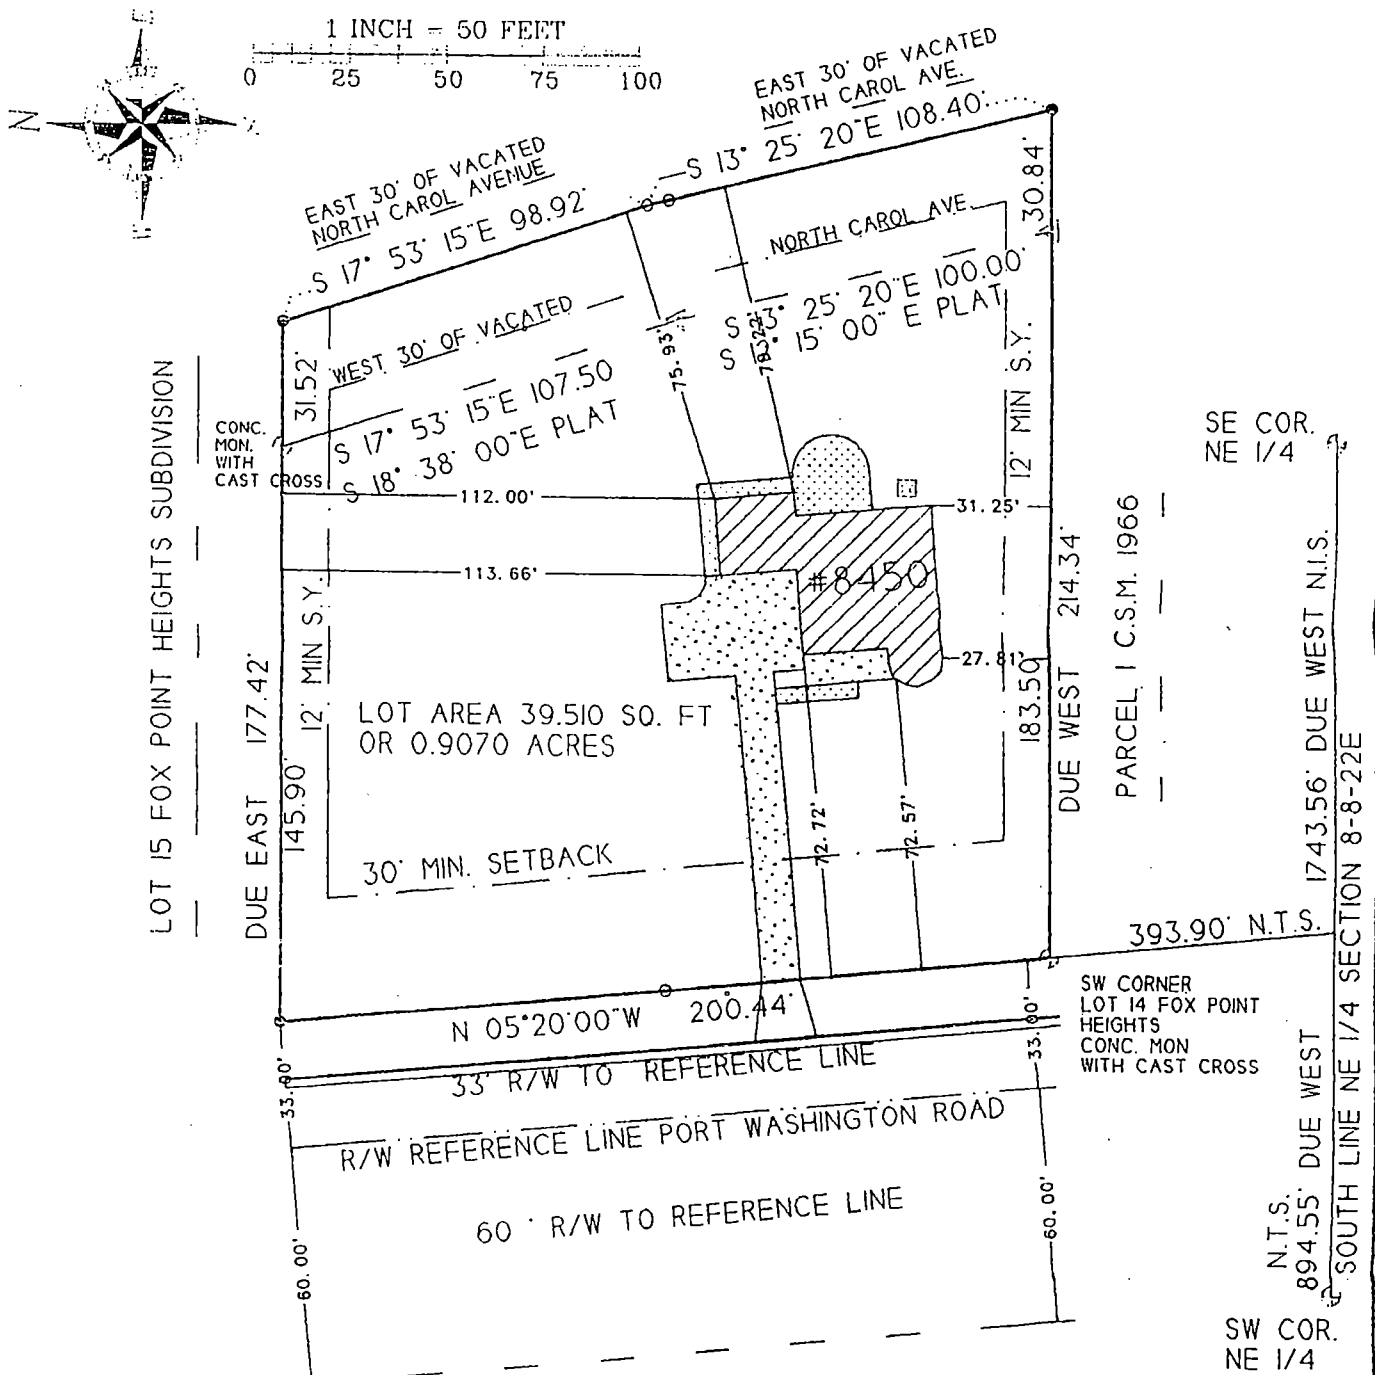 E
N
1 INCH = 50 FEET
0 25 50 75 100
EAST 30' OF VACATED
NORTH CAROL AVENUE
S 17° 53' 15"E 98.92'
EAST 30' OF VACATED
NORTH CAROL AVE.
S 13° 25' 20"E 108.40'
30.84'
NORTH CAROL AVE.
S 13° 25' 20"E 100.00'
15' 00" E PLAT
31.52'
WEST 30' OF VACATED
S 17° 53' 15"E 107.50
S 18° 38' 00"E PLAT
75.93'
CONC.
MON.
WITH
CAST CROSS
LOT 15 FOX POINT HEIGHTS SUBDIVISION
DUE EAST 177.42'
145.90'
12' MIN S.Y.
112.00'
113.66'
#8450
31.25'
27.81'
12' MIN S.Y.
DUE WEST 214.34'
183.50
PARCEL 1 C.S.M. 1966
LOT AREA 39.510 SQ. FT
OR 0.9070 ACRES
72.72'
72.57'
30' MIN. SETBACK
SE COR.
NE 1/4
1743.56' DUE WEST N.I.S.
SOUTH LINE NE 1/4 SECTION 8-8-22E
393.90' N.T.S.
N.T.S.
894.55' DUE WEST
SW COR.
NE 1/4
SW CORNER
LOT 14 FOX POINT
HEIGHTS
CONC. MON
WITH CAST CROSS
N 05°20'00"W 200.44'
33.00'
33.00'
33' R/W TO REFERENCE LINE
R/W REFERENCE LINE PORT WASHINGTON ROAD
60 ' R/W TO REFERENCE LINE
60.00'
60.00'